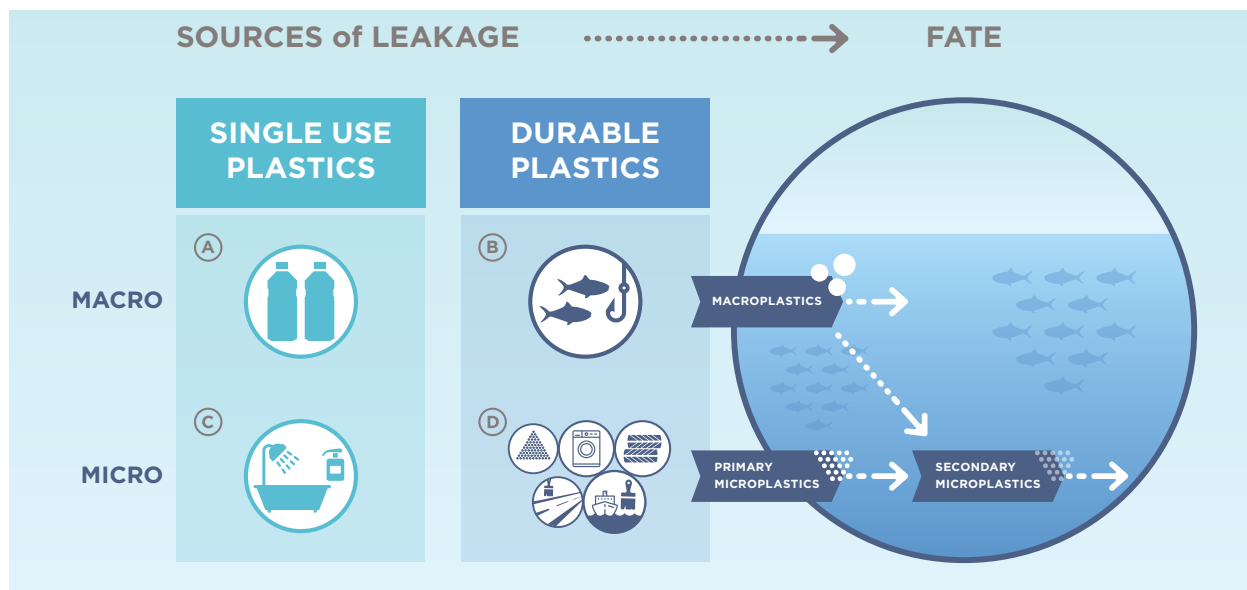 SOURCES of LEAKAGE
FATE
SINGLE USE
PLASTICS
DURABLE
PLASTICS
A
B
MACRO
MACROPLASTICS
C
D
MICRO
PRIMARY
MICROPLASTICS
SECONDARY
MICROPLASTICS